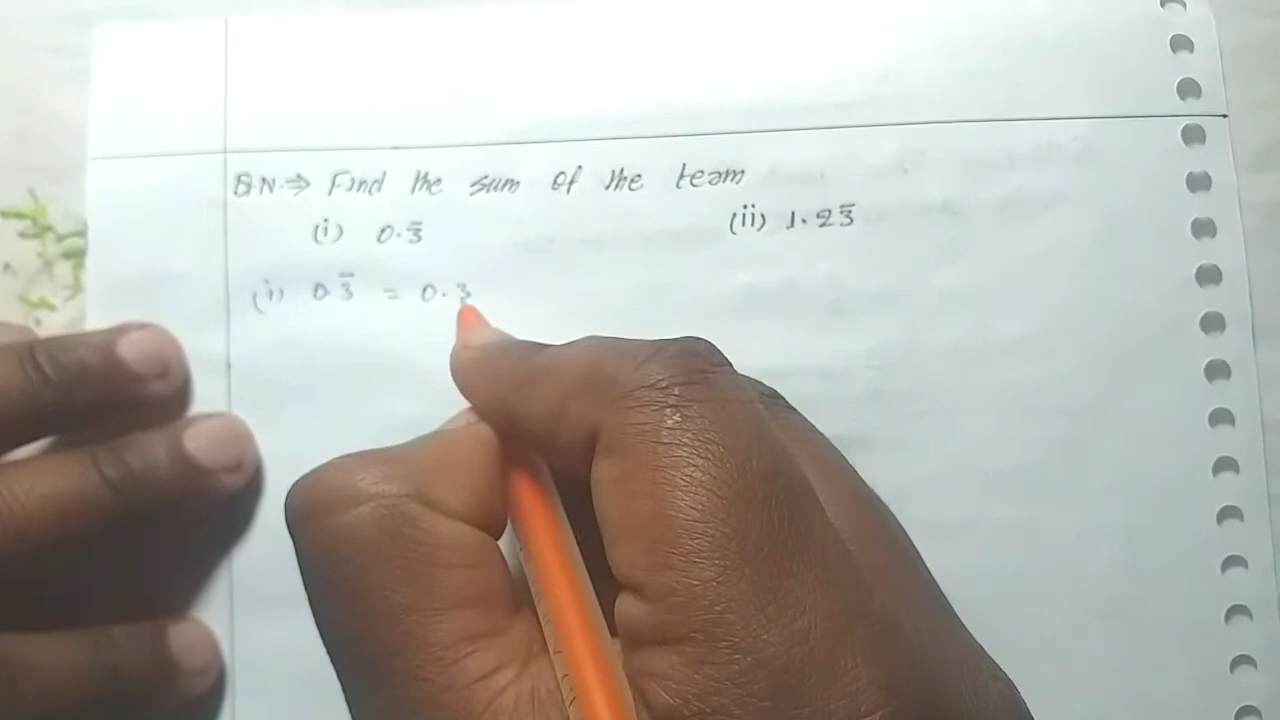 Q.N.⇒ Find the sum of the team
(i) 0.3̅ (ii) 1.23̅
(i) 0.3̅ = 0.3